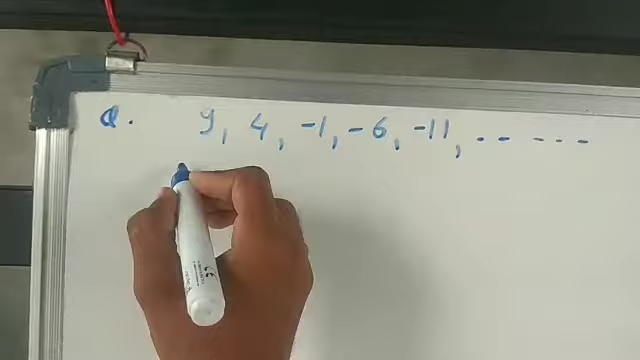 Q. 9, 4, -1, -6, -11, -- - - -